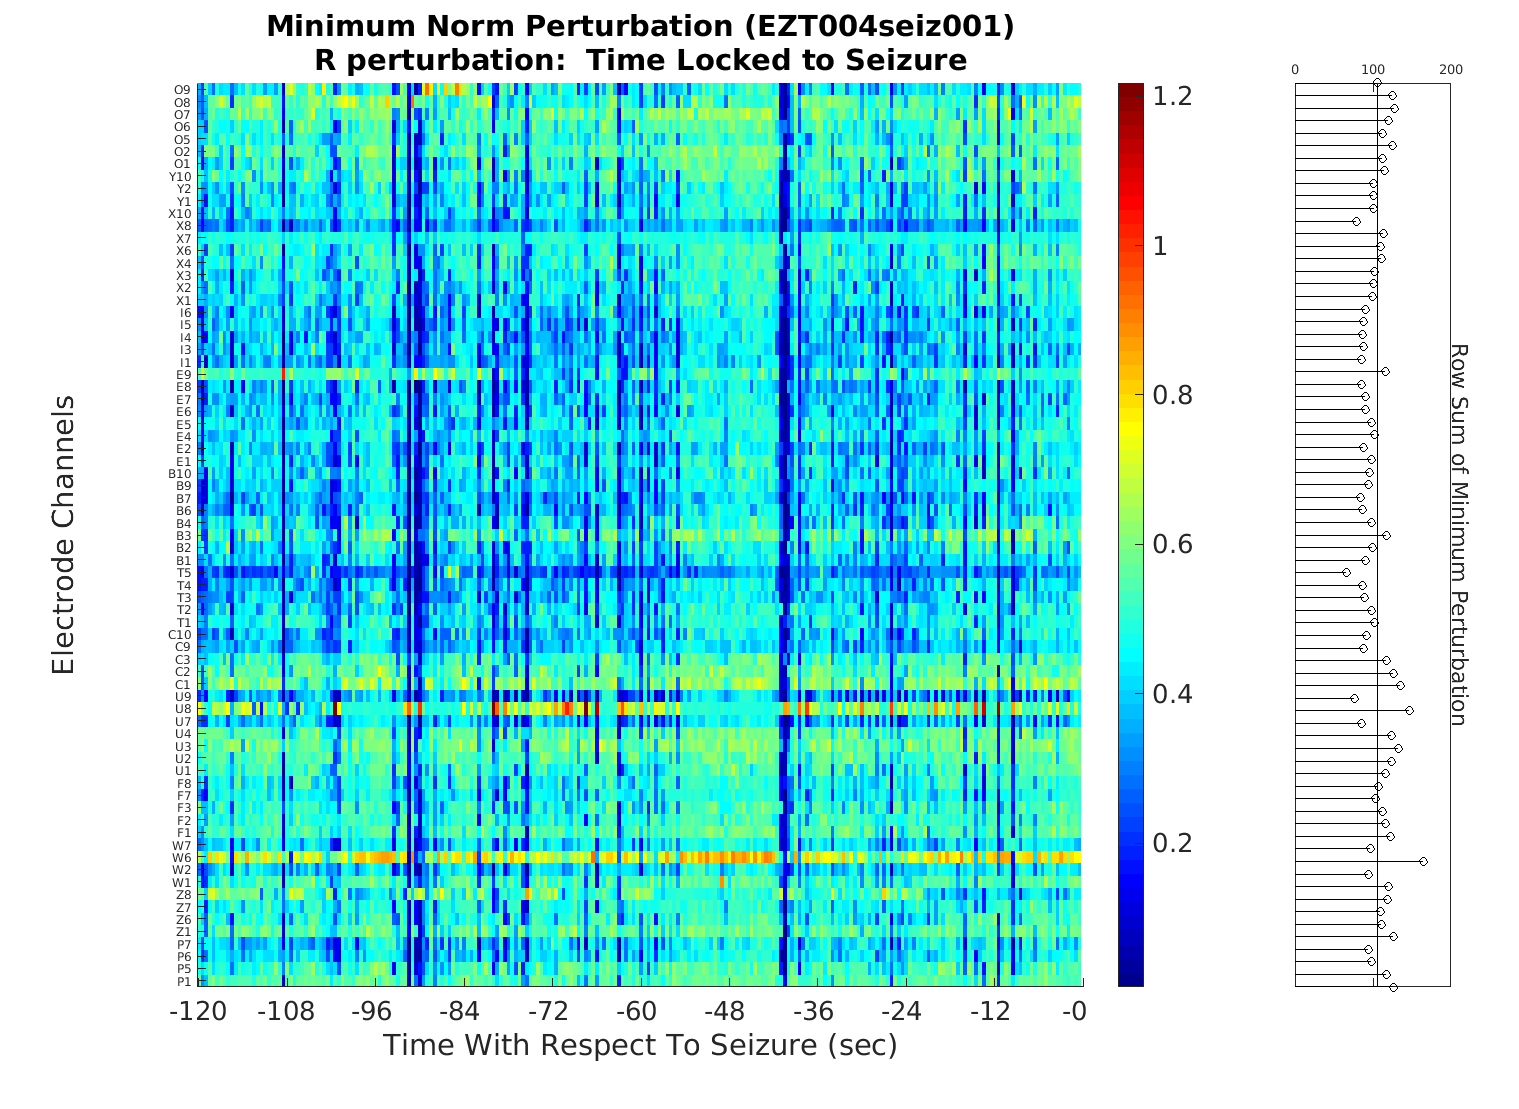 Minimum Norm Perturbation (EZT004seiz001)
R perturbation:  Time Locked to Seizure
0 100 200
O9
O8
O7
O6
O5
O2
O1
Y10
Y2
Y1
X10
X8
X7
X6
X4
X3
X2
X1
I6
I5
I4
I3
I1
E9
E8
E7
E6
E5
E4
E2
E1
B10
B9
B7
B6
B4
B3
B2
B1
T5
T4
T3
T2
T1
C10
C9
C3
C2
C1
U9
U8
U7
U4
U3
U2
U1
F8
F7
F3
F2
F1
W7
W6
W2
W1
Z8
Z7
Z6
Z1
P7
P6
P5
P1
Electrode Channels
1.2
1
0.8
0.6
0.4
0.2
Row Sum of Minimum Perturbation
-120 -108 -96 -84 -72 -60 -48 -36 -24 -12 -0
Time With Respect To Seizure (sec)